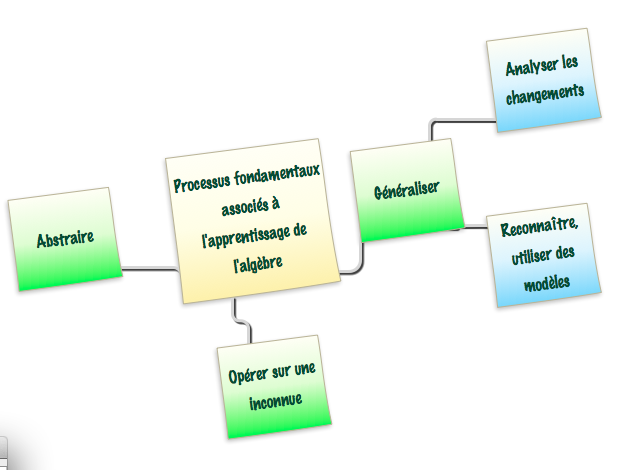 Analyser les
changements
Processus fondamentaux
associés à
l'apprentissage de
l'algèbre
Généraliser
Abstraire
Reconnaître,
utiliser des
modèles
Opérer sur une
inconnue